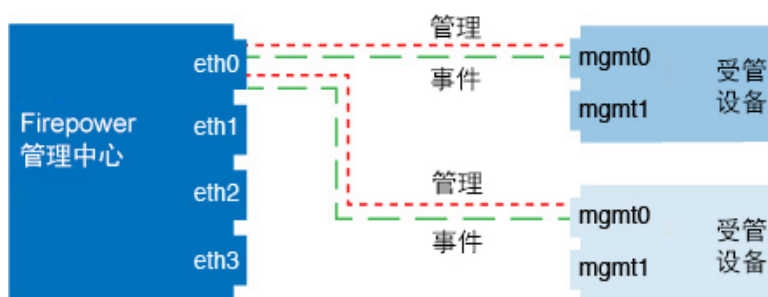 Firepower
管理中心
eth0
eth1
eth2
eth3
管理
事件
mgmt0
mgmt1
受管
设备
管理
事件
mgmt0
mgmt1
受管
设备